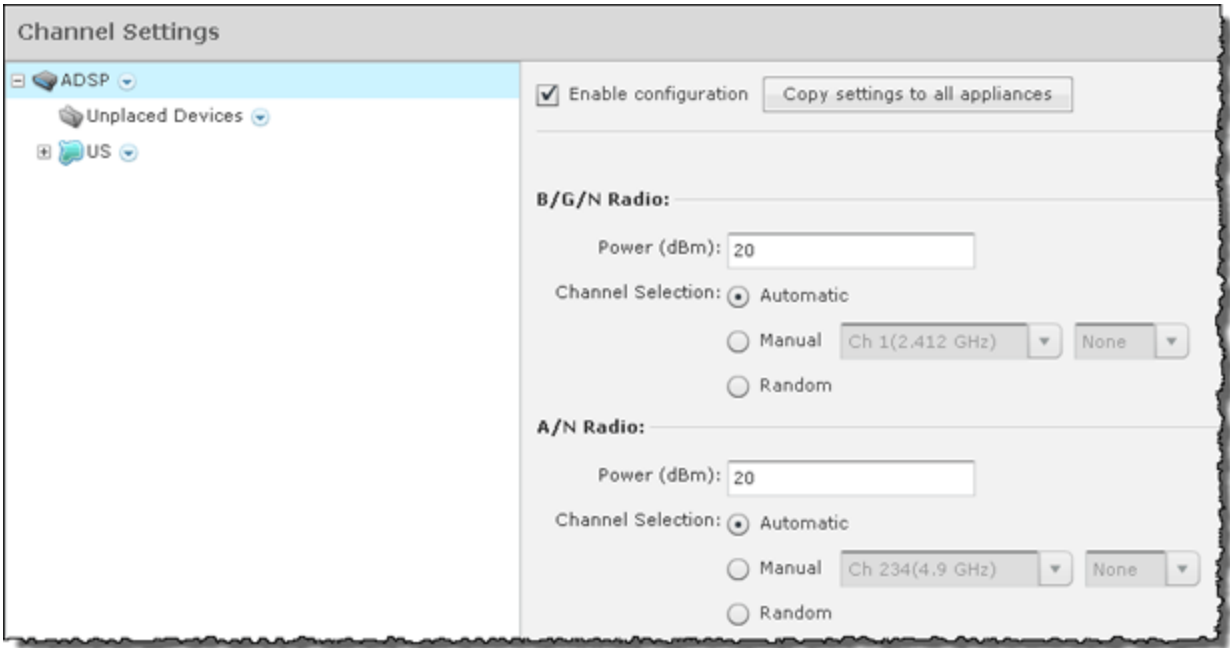 Channel Settings
ADSP
Unplaced Devices
US
Enable configuration
Copy settings to all appliances
B/G/N Radio:
Power (dBm): 20
Channel Selection: Automatic
Manual Ch 1(2.412 GHz) None
Random
A/N Radio:
Power (dBm): 20
Channel Selection: Automatic
Manual Ch 234(4.9 GHz) None
Random